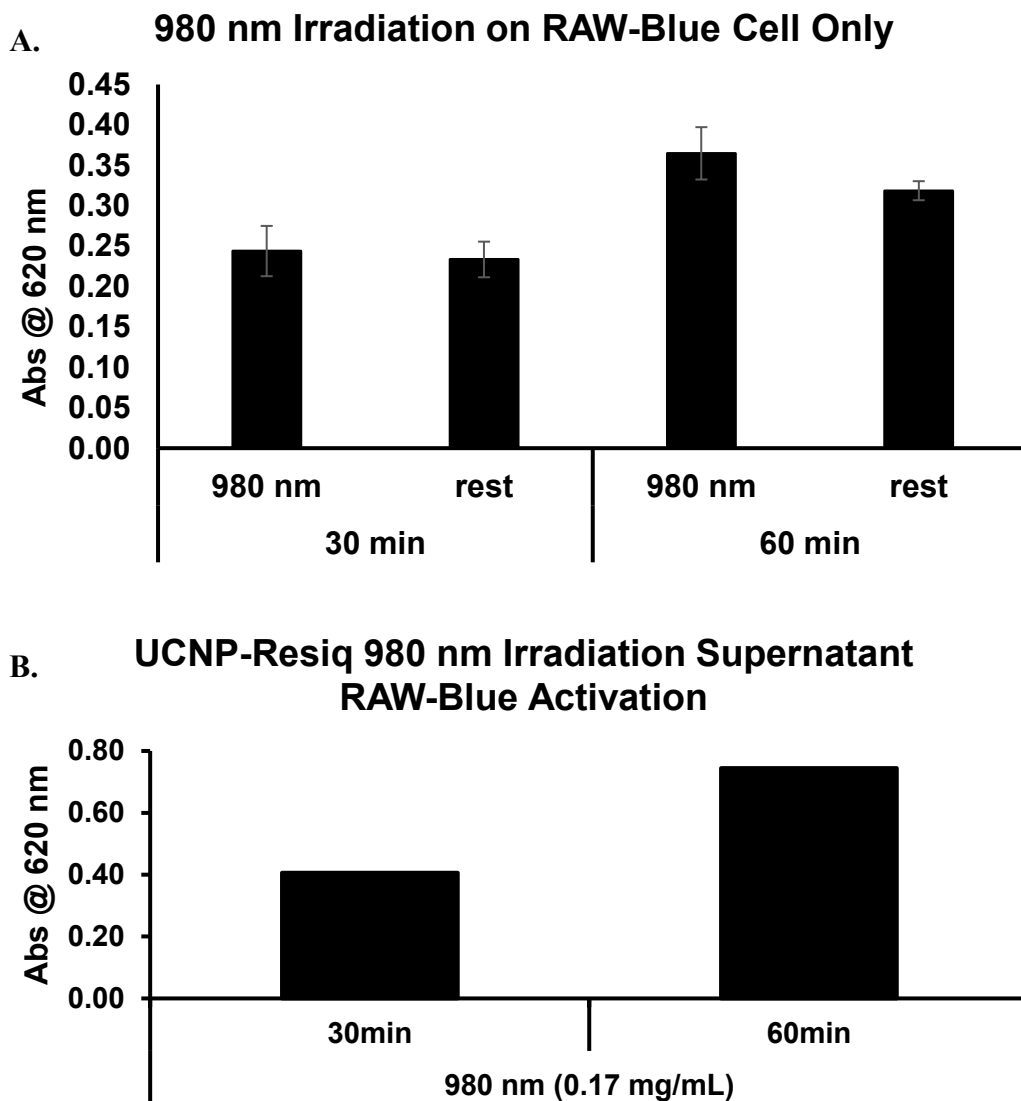 A.
980 nm Irradiation on RAW-Blue Cell Only
Abs @ 620 nm
0.45
0.40
0.35
0.30
0.25
0.20
0.15
0.10
0.05
0.00
980 nm rest 980 nm rest
30 min 60 min
B.
UCNP-Resiq 980 nm Irradiation Supernatant
RAW-Blue Activation
Abs @ 620 nm
0.80
0.60
0.40
0.20
0.00
30min 60min
980 nm (0.17 mg/mL)